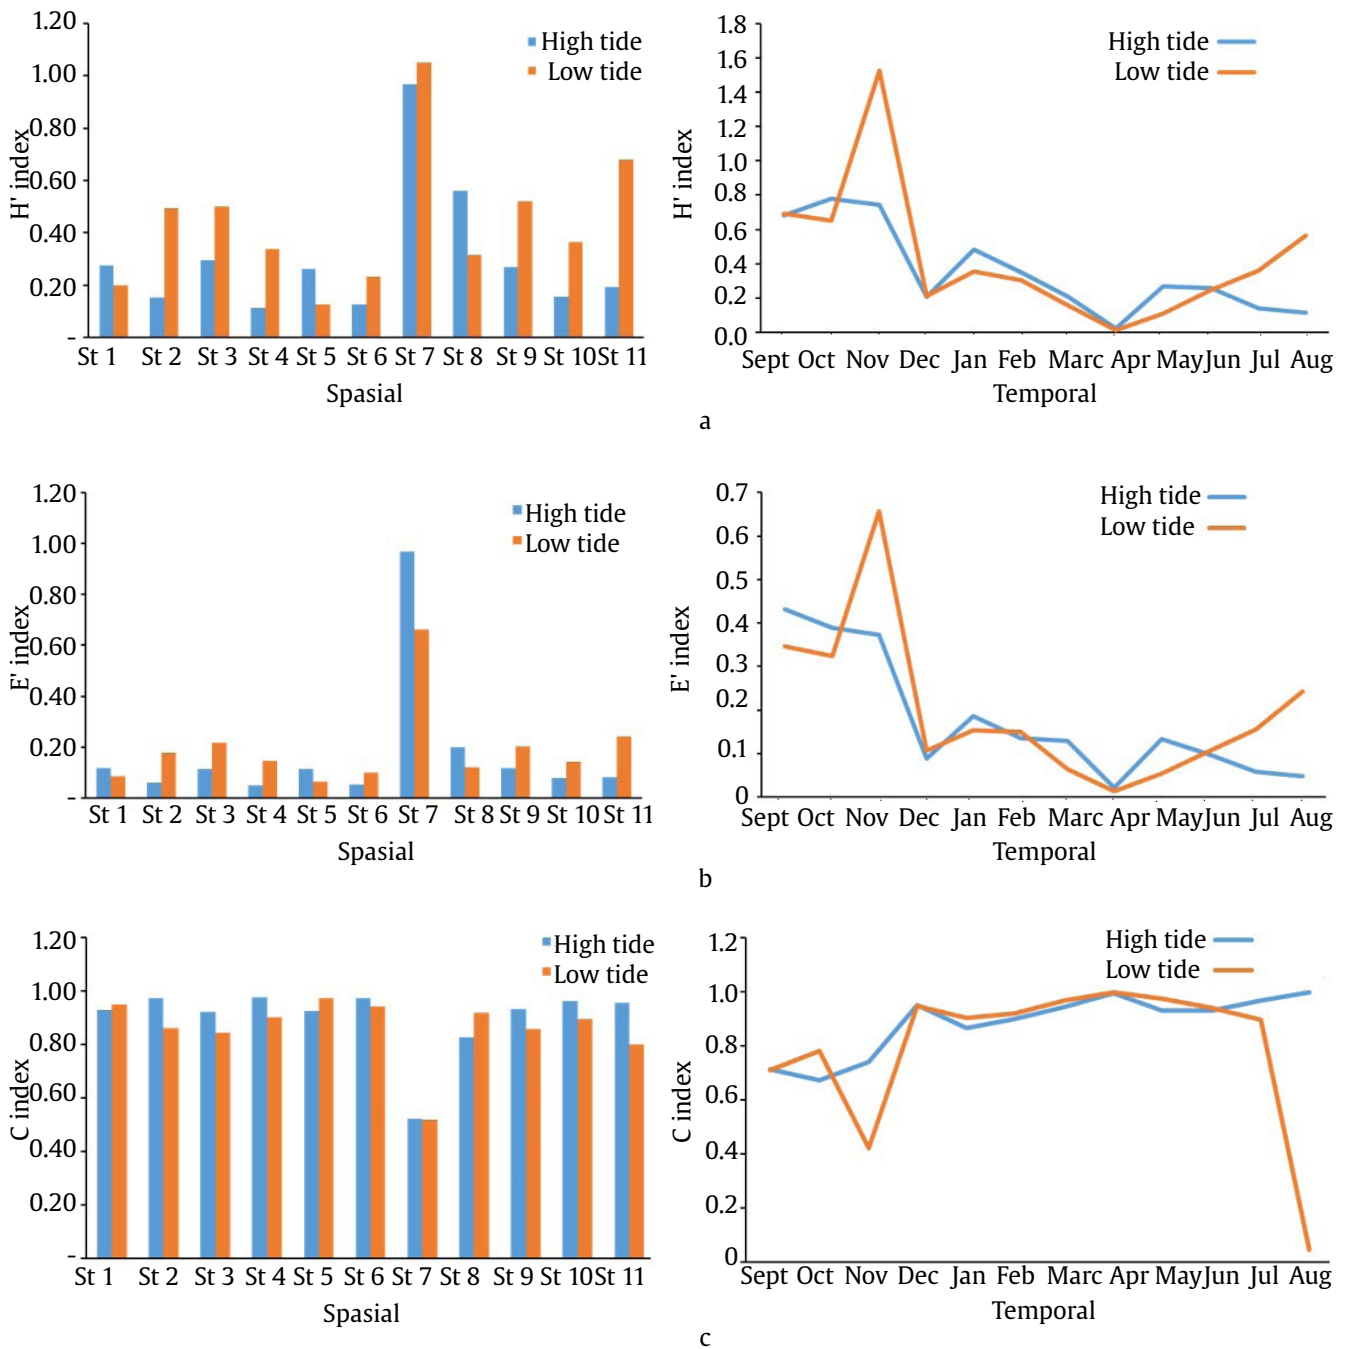 1.20
1.00
0.80
0.60
0.40
0.20
-
H' index
High tide
Low tide
St 1 St 2 St 3 St 4 St 5 St 6 St 7 St 8 St 9 St 10 St 11
Spasial
1.8
1.6
1.4
1.2
1.0
0.8
0.6
0.4
0.2
0.0
H' index
High tide
Low tide
Sept Oct Nov Dec Jan Feb Marc Apr May Jun Jul Aug
Temporal
a
1.20
1.00
0.80
0.60
0.40
0.20
-
E' index
High tide
Low tide
St 1 St 2 St 3 St 4 St 5 St 6 St 7 St 8 St 9 St 10 St 11
Spasial
0.7
0.6
0.5
0.4
0.3
0.2
0.1
0
E' index
High tide
Low tide
Sept Oct Nov Dec Jan Feb Marc Apr May Jun Jul Aug
Temporal
b
1.20
1.00
0.80
0.60
0.40
0.20
-
C index
High tide
Low tide
St 1 St 2 St 3 St 4 St 5 St 6 St 7 St 8 St 9 St 10 St 11
Spasial
1.2
1.0
0.8
0.6
0.4
0.2
0
C index
High tide
Low tide
Sept Oct Nov Dec Jan Feb Marc Apr May Jun Jul Aug
Temporal
c